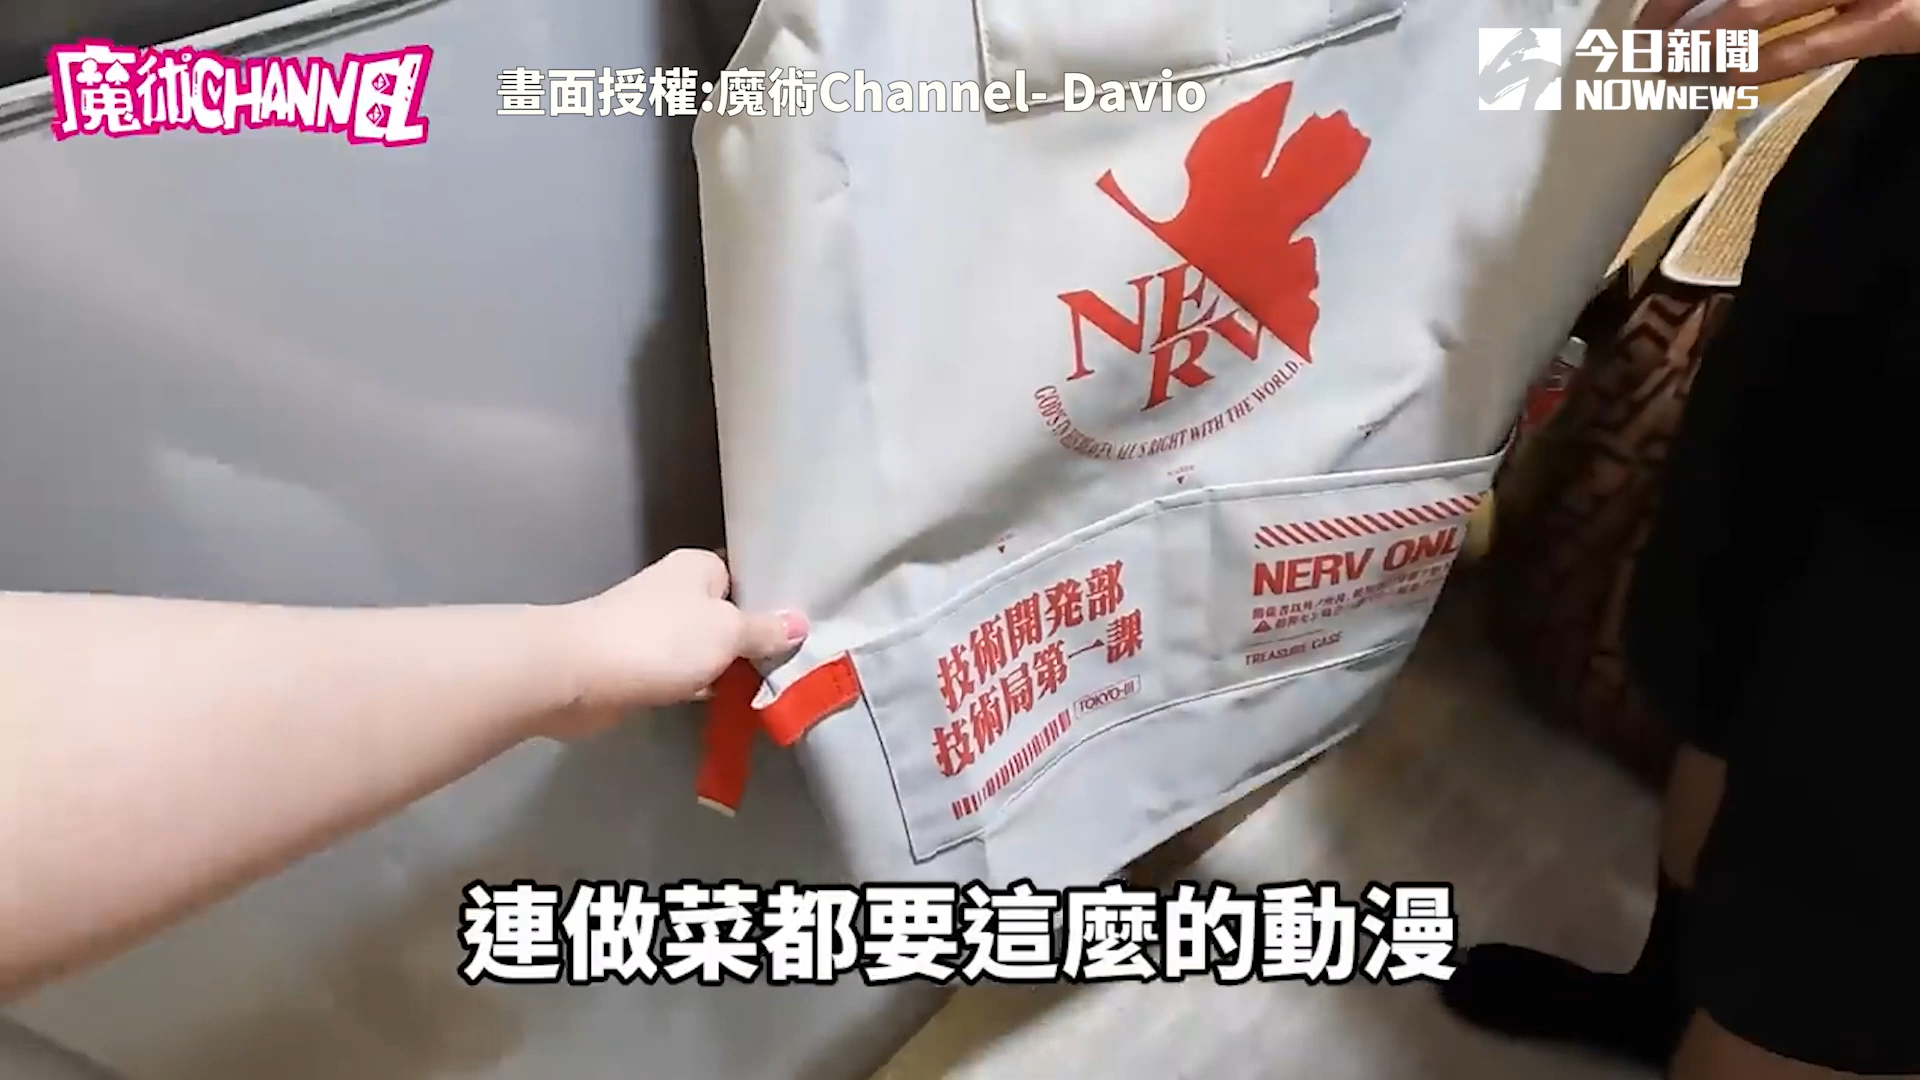 魔術CHANNEL
畫面授權:魔術Channel- Davio
今日新聞
NOWNEWS
NERV
GOD'S IN HIS HEAVEN. ALL'S RIGHT WITH THE WORLD.
技術開発部
技術局第一課
TOKYO-III
NERV ONL
TREASURE CASE
連做菜都要這麼的動漫